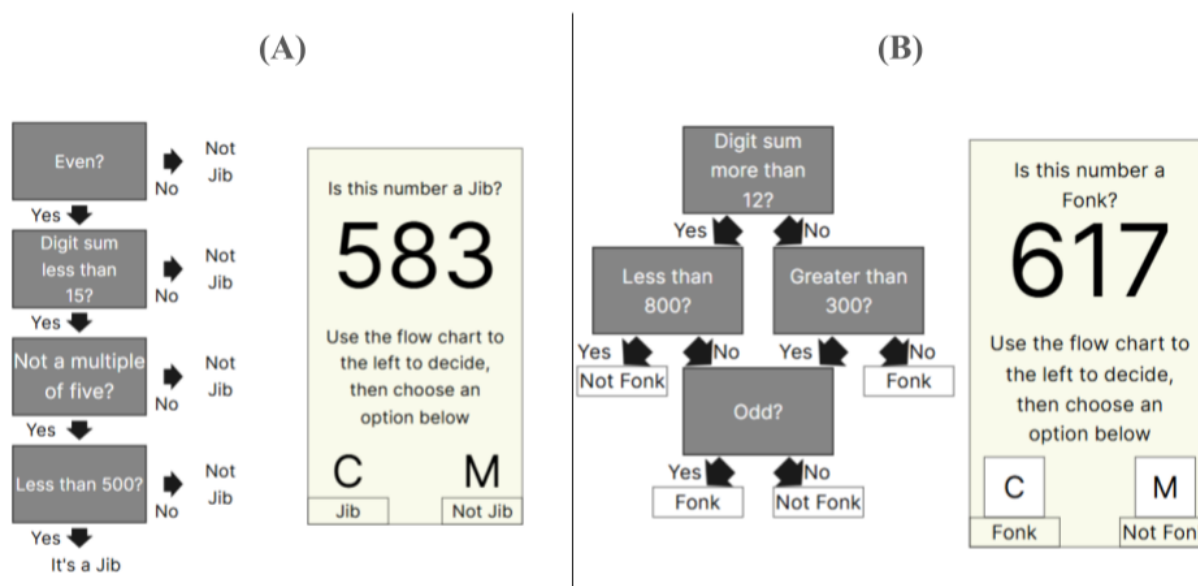 (A)
Even?
No
Not
Jib
Yes
Digit sum
less than
15?
No
Not
Jib
Yes
Not a multiple
of five?
No
Not
Jib
Yes
Less than 500?
No
Not
Jib
Yes
It's a Jib
Is this number a Jib?
583
Use the flow chart to
the left to decide,
then choose an
option below
C M
Jib Not Jib
(B)
Digit sum
more than
12?
Yes No
Less than
800?
Greater than
300?
Yes No Yes No
Not Fonk
Fonk
Odd?
Yes No
Fonk Not Fonk
Is this number a
Fonk?
617
Use the flow chart to
the left to decide,
then choose an
option below
C M
Fonk Not Fon